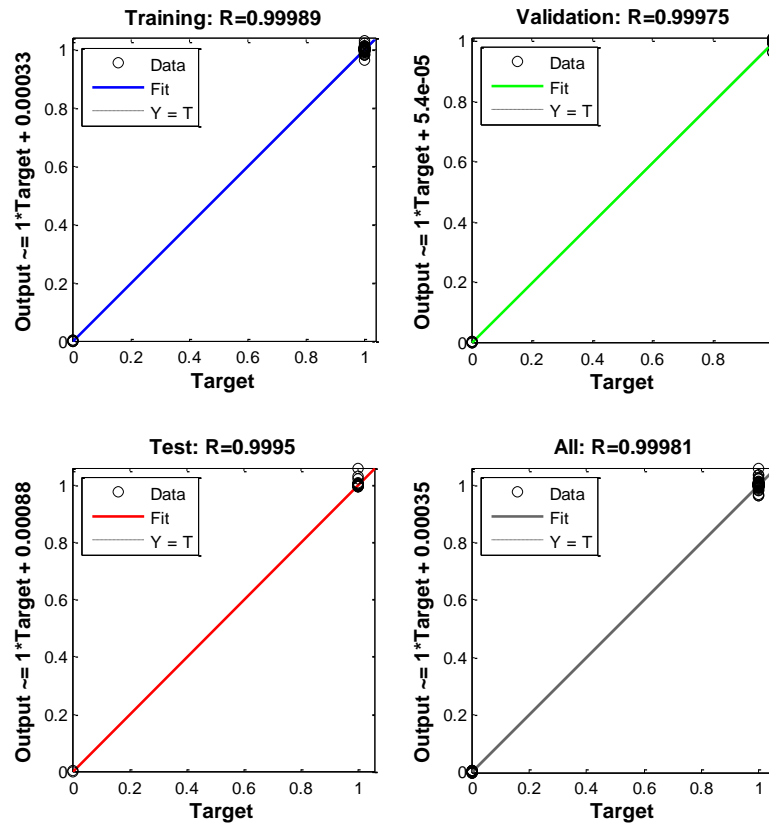 Training: R=0.99989
Output ~= 1*Target + 0.00033
1
0.8
0.6
0.4
0.2
0
Data
Fit
Y = T
0 0.2 0.4 0.6 0.8 1
Target
Validation: R=0.99975
Output ~= 1*Target + 5.4e-05
1
0.8
0.6
0.4
0.2
0
Data
Fit
Y = T
0 0.2 0.4 0.6 0.8
Target
Test: R=0.9995
Output ~= 1*Target + 0.00088
1
0.8
0.6
0.4
0.2
0
Data
Fit
Y = T
0 0.2 0.4 0.6 0.8 1
Target
All: R=0.99981
Output ~= 1*Target + 0.00035
1
0.8
0.6
0.4
0.2
0
Data
Fit
Y = T
0 0.2 0.4 0.6 0.8 1
Target